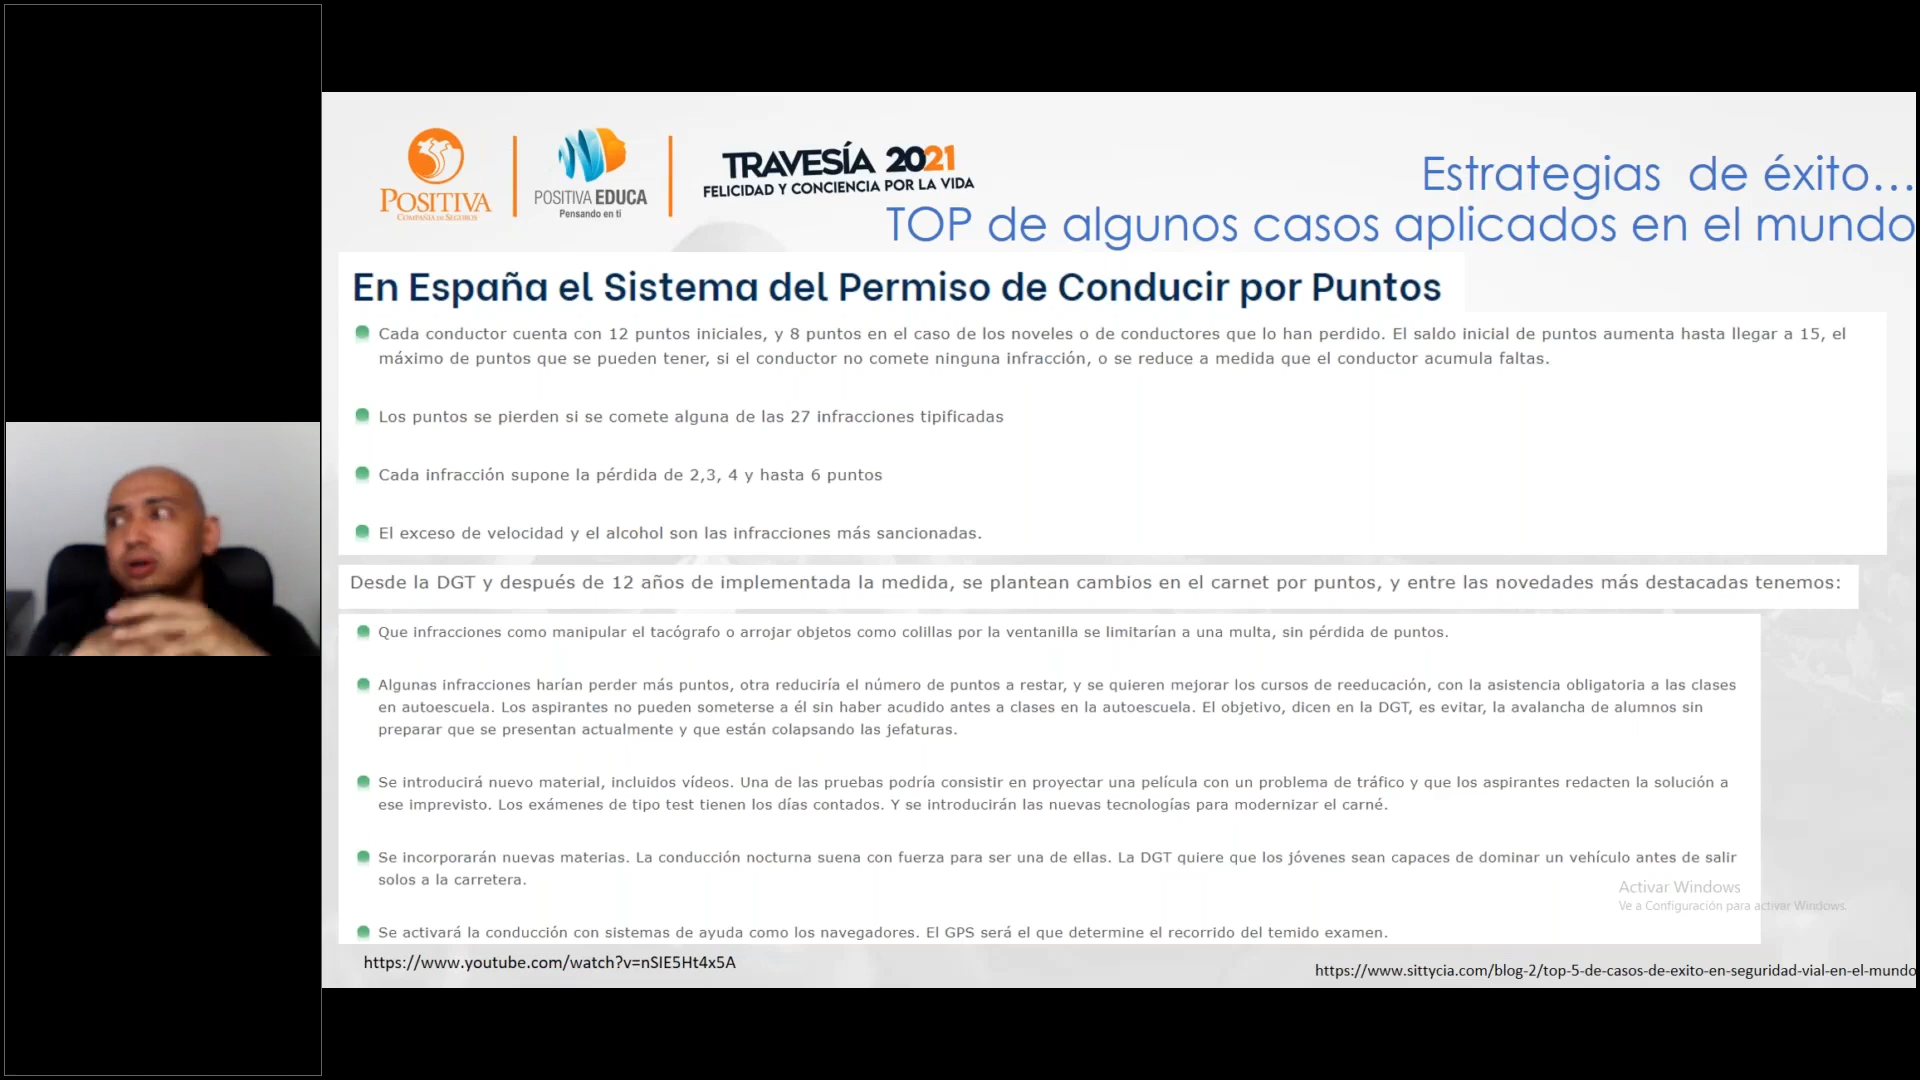 POSITIVA
COMPAÑÍA DE SEGUROS
POSITIVA EDUCA
Pensando en ti
TRAVESÍA 2021
FELICIDAD Y CONCIENCIA POR LA VIDA
Estrategias de éxito...
TOP de algunos casos aplicados en el mundo
En España el Sistema del Permiso de Conducir por Puntos
Cada conductor cuenta con 12 puntos iniciales, y 8 puntos en el caso de los noveles o de conductores que lo han perdido. El saldo inicial de puntos aumenta hasta llegar a 15, el
máximo de puntos que se pueden tener, si el conductor no comete ninguna infracción, o se reduce a medida que el conductor acumula faltas.
Los puntos se pierden si se comete alguna de las 27 infracciones tipificadas
Cada infracción supone la pérdida de 2,3, 4 y hasta 6 puntos
El exceso de velocidad y el alcohol son las infracciones más sancionadas.
Desde la DGT y después de 12 años de implementada la medida, se plantean cambios en el carnet por puntos, y entre las novedades más destacadas tenemos:
Que infracciones como manipular el tacógrafo o arrojar objetos como colillas por la ventanilla se limitarían a una multa, sin pérdida de puntos.
Algunas infracciones harían perder más puntos, otra reduciría el número de puntos a restar, y se quieren mejorar los cursos de reeducación, con la asistencia obligatoria a las clases
en autoescuela. Los aspirantes no pueden someterse a él sin haber acudido antes a clases en la autoescuela. El objetivo, dicen en la DGT, es evitar, la avalancha de alumnos sin
preparar que se presentan actualmente y que están colapsando las jefaturas.
Se introducirá nuevo material, incluidos vídeos. Una de las pruebas podría consistir en proyectar una película con un problema de tráfico y que los aspirantes redacten la solución a
ese imprevisto. Los exámenes de tipo test tienen los días contados. Y se introducirán las nuevas tecnologías para modernizar el carné.
Se incorporarán nuevas materias. La conducción nocturna suena con fuerza para ser una de ellas. La DGT quiere que los jóvenes sean capaces de dominar un vehículo antes de salir
solos a la carretera.
Activar Windows
Ve a Configuración para activar Windows.
Se activará la conducción con sistemas de ayuda como los navegadores. El GPS será el que determine el recorrido del temido examen.
https://www.youtube.com/watch?v=nSIE5Ht4x5A
https://www.sittycia.com/blog-2/top-5-de-casos-de-exito-en-seguridad-vial-en-el-mundo